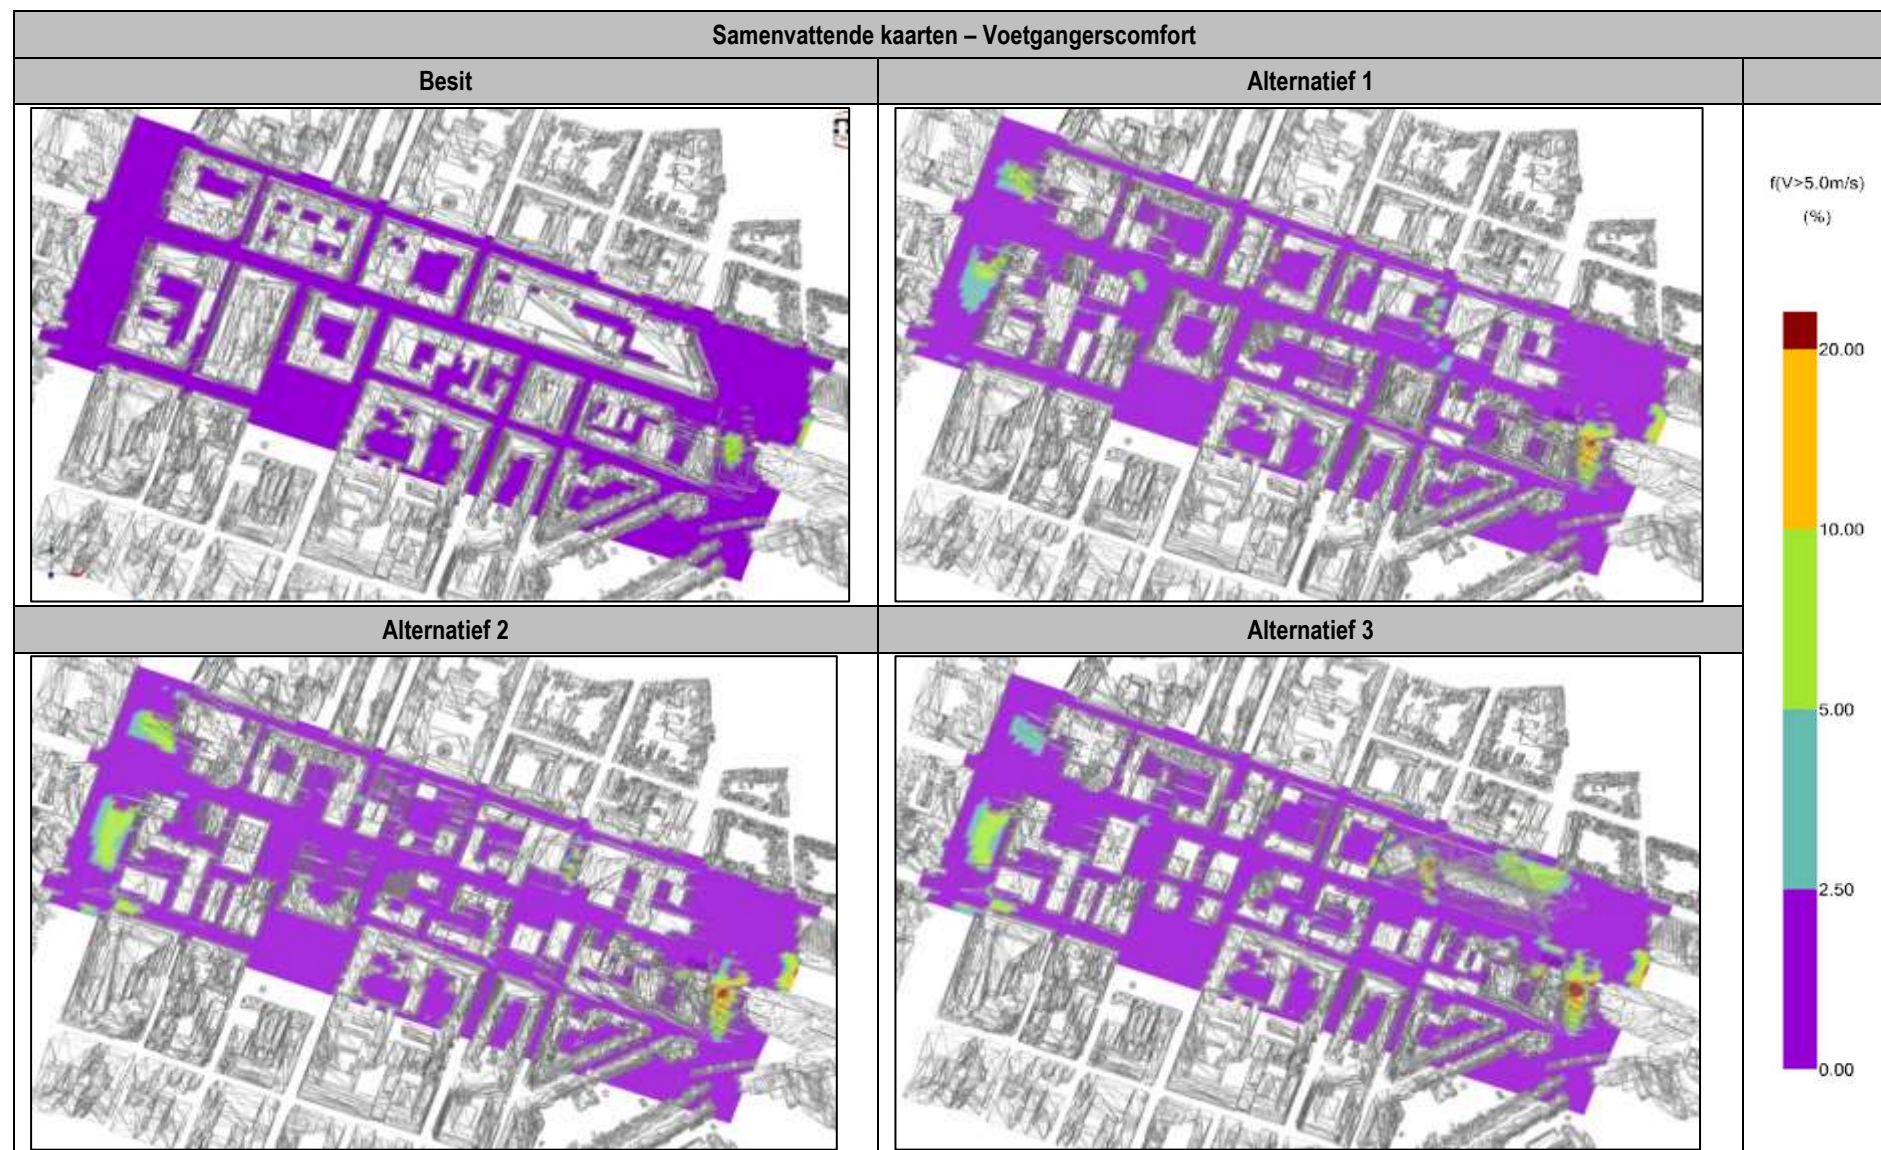 Samenvattende kaarten – Voetgangerscomfort
Besit
Alternatief 1
f(V>5.0m/s)
(%)
20.00
10.00
5.00
2.50
0.00
Alternatief 2
Alternatief 3